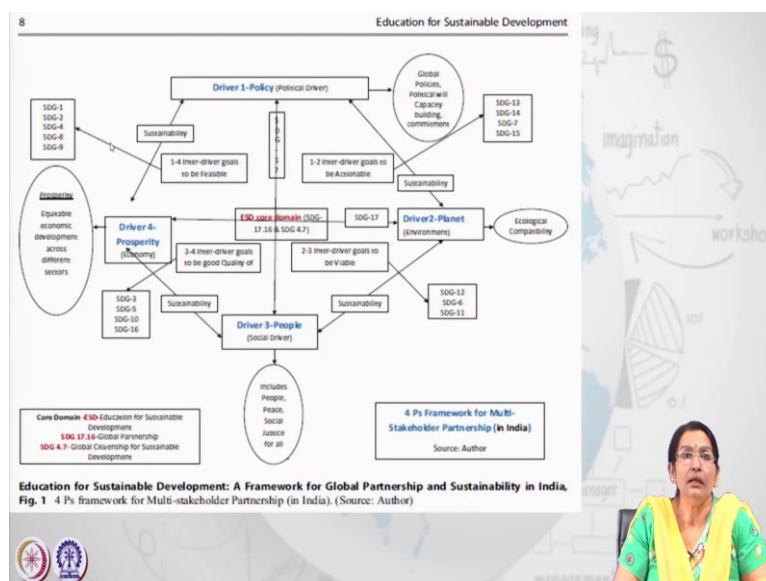 8
Education for Sustainable Development
Driver 1-Policy (Political Driver)
Global
Policies,
Political will
Capacity
building,
commitment
SDG-1
SDG-2
SDG-4
SDG-8
SDG-9
SDG-13
SDG-14
SDG-7
SDG-15
Sustainability
S
D
G
-
1
7
1-4 Inter-driver goals
to be Feasible
1-2 Inter-driver goals to
be Actionable
Sustainability
Prosperity
Equitable
economic
development
across
different
sectors
Driver 4-
Prosperity
(Economy)
ESD core domain (SDG-
17.16 & SDG 4.7)
SDG-17
Driver2-Planet
(Environment)
Ecological
Compatibility
3-4 Inter-driver goals
to be good Quality of
2-3 Inter-driver goals to
be Viable
SDG-3
SDG-5
SDG-10
SDG-16
Sustainability
Sustainability
SDG-12
SDG-6
SDG-11
Driver 3-People
(Social Driver)
Includes
People,
Peace,
Social
Justice
for all
Core Domain -ESD-Education for Sustainable
Development
SDG 17.16-Global Partnership
SDG 4.7- Global Citizenship for Sustainable
Development
4 Ps Framework for Multi-
Stakeholder Partnership (in India)
Source: Author
Education for Sustainable Development: A Framework for Global Partnership and Sustainability in India,
Fig. 1 4 Ps framework for Multi-stakeholder Partnership (in India). (Source: Author)
imagination